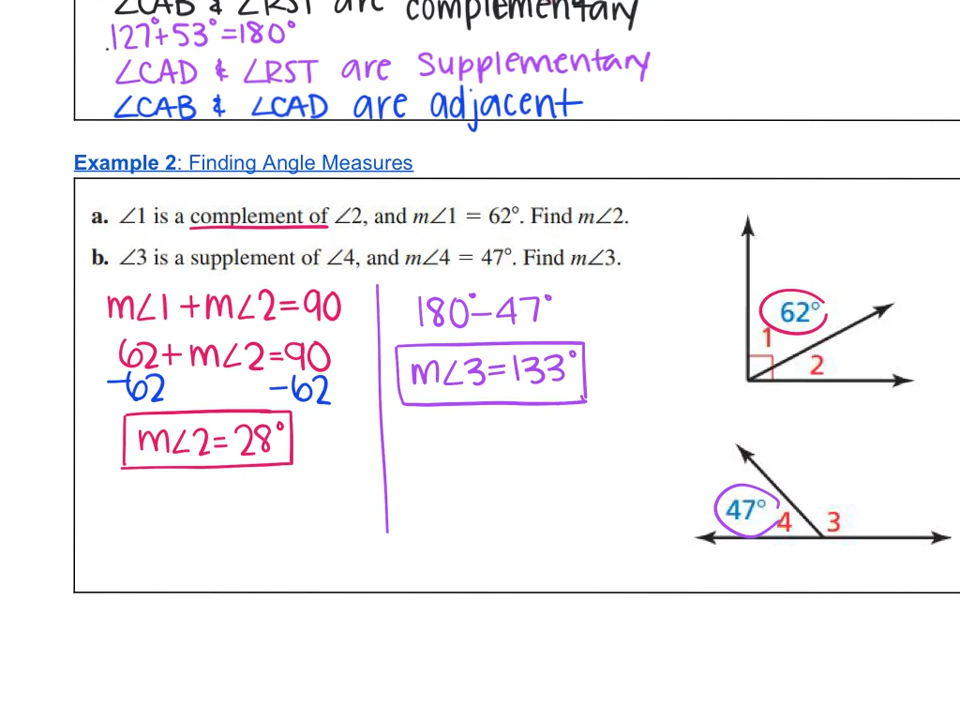 ∠CAB & ∠RST are complementary
127°+53°=180°
∠CAD & ∠RST are Supplementary
∠CAB & ∠CAD are adjacent
Example 2: Finding Angle Measures
a. ∠1 is a complement of ∠2, and m∠1 = 62°. Find m∠2.
b. ∠3 is a supplement of ∠4, and m∠4 = 47°. Find m∠3.
m∠1 + m∠2 = 90
62 + m∠2 = 90
-62 -62
m∠2 = 28°
180° - 47°
m∠3 = 133°
62°
1
2
47°
4
3